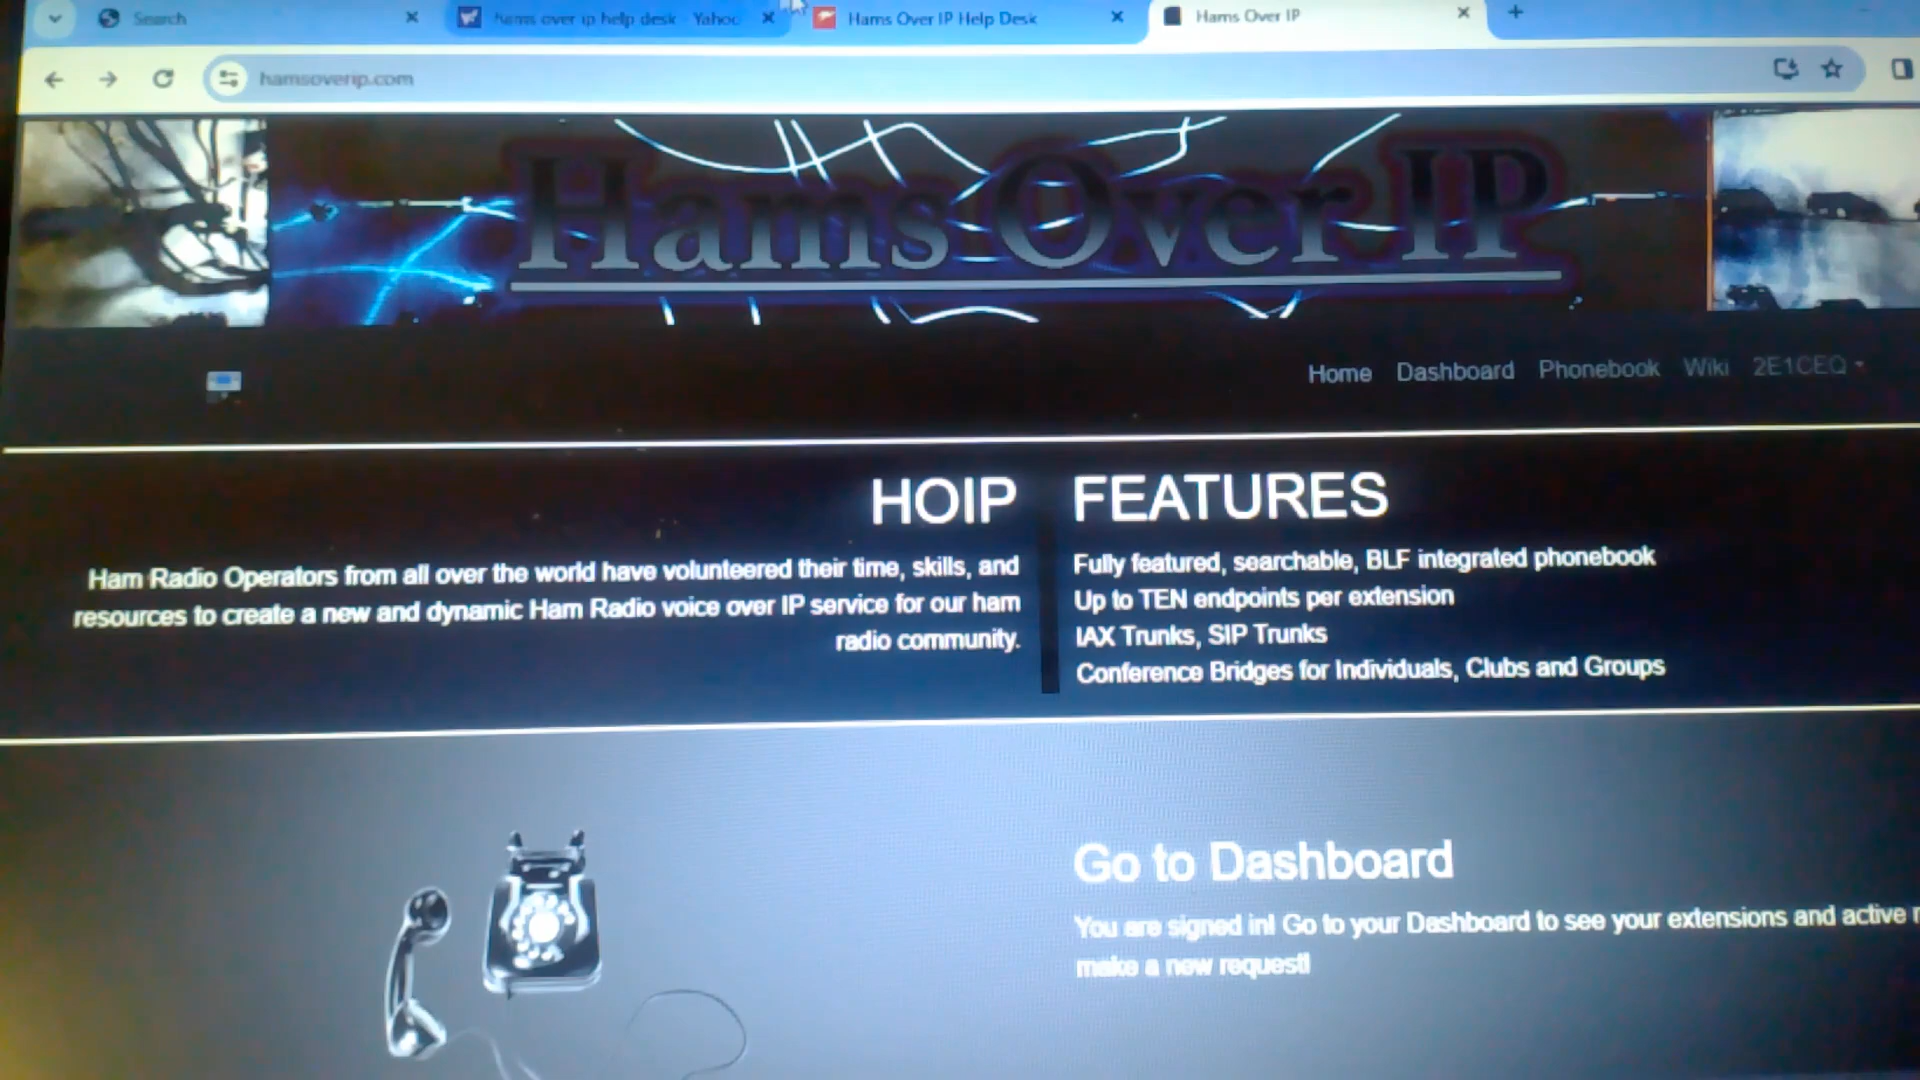 Search
hams over ip help desk - Yahoo
Hams Over IP Help Desk
Hams Over IP
hamsoverip.com
Hams Over IP
Home Dashboard Phonebook Wiki 2E1CEQ
HOIP
Ham Radio Operators from all over the world have volunteered their time, skills, and
resources to create a new and dynamic Ham Radio voice over IP service for our ham
radio community.
FEATURES
Fully featured, searchable, BLF integrated phonebook
Up to TEN endpoints per extension
IAX Trunks, SIP Trunks
Conference Bridges for Individuals, Clubs and Groups
Go to Dashboard
You are signed in! Go to your Dashboard to see your extensions and active
make a new request!